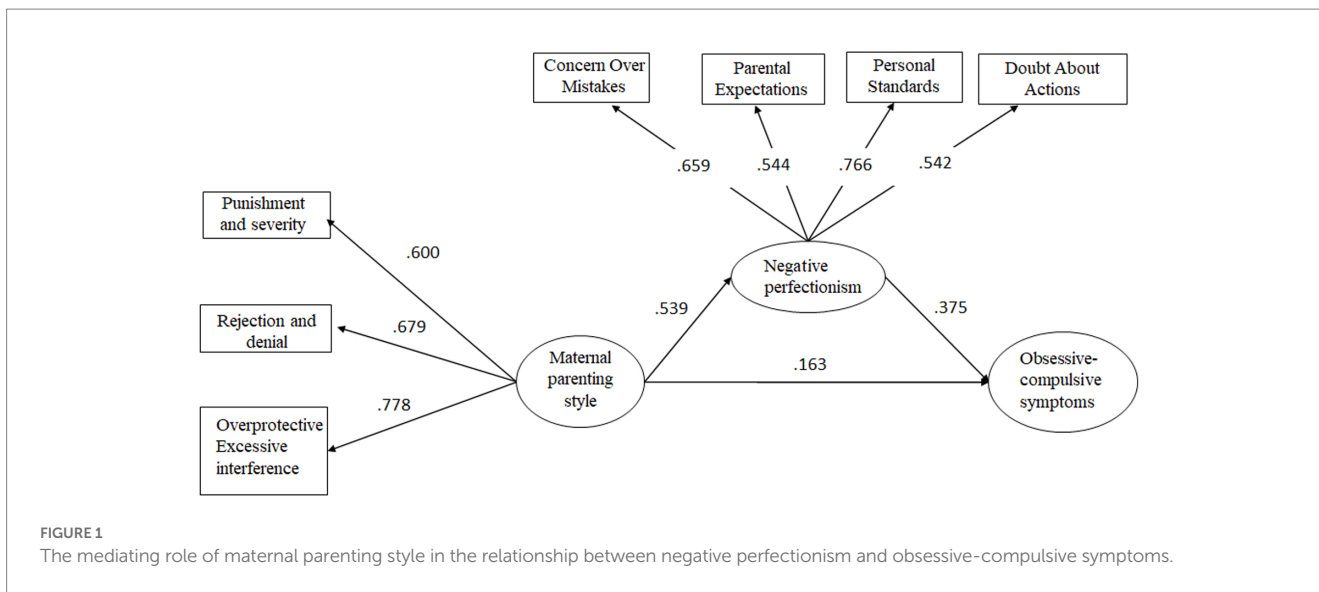 Concern Over
Mistakes
Parental
Expectations
Personal
Standards
Doubt About
Actions
.659
.544
.766
.542
Punishment
and severity
.600
Rejection and
denial
.679
Overprotective
Excessive
interference
.778
Maternal
parenting
style
.539
Negative
perfectionism
.375
.163
Obsessive-
compulsive
symptoms
FIGURE 1
The mediating role of maternal parenting style in the relationship between negative perfectionism and obsessive-compulsive symptoms.